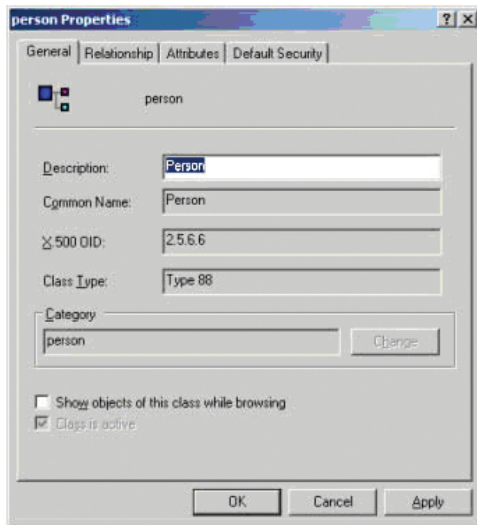 person Properties
General Relationship Attributes Default Security
person
Description: Person
Common Name: Person
X.500 OID: 2.5.6.6
Class Type: Type 88
Category
person Change
Show objects of this class while browsing
Class is active
OK Cancel Apply